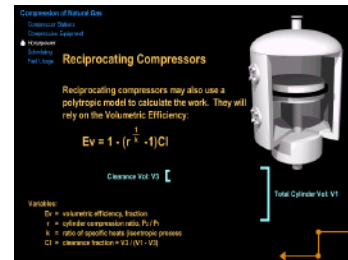 Compression of Natural Gas
Compressor Stations
Compressor Equipment
Horsepower
Scheduling
Fuel Usage
Reciprocating Compressors
Reciprocating compressors may also use a
polytropic model to calculate the work. They will
rely on the Volumetric Efficiency:
Ev = 1 - (r^(1/k) -1)Cl
Clearance Vol: V3
Total Cylinder Vol: V1
Variables:
Ev = volumetric efficiency, fraction
r = cylinder compression ratio, P2 / P1
k = ratio of specific heats (isentropic process
Cl = clearance fraction = V3 / (V1 - V3)